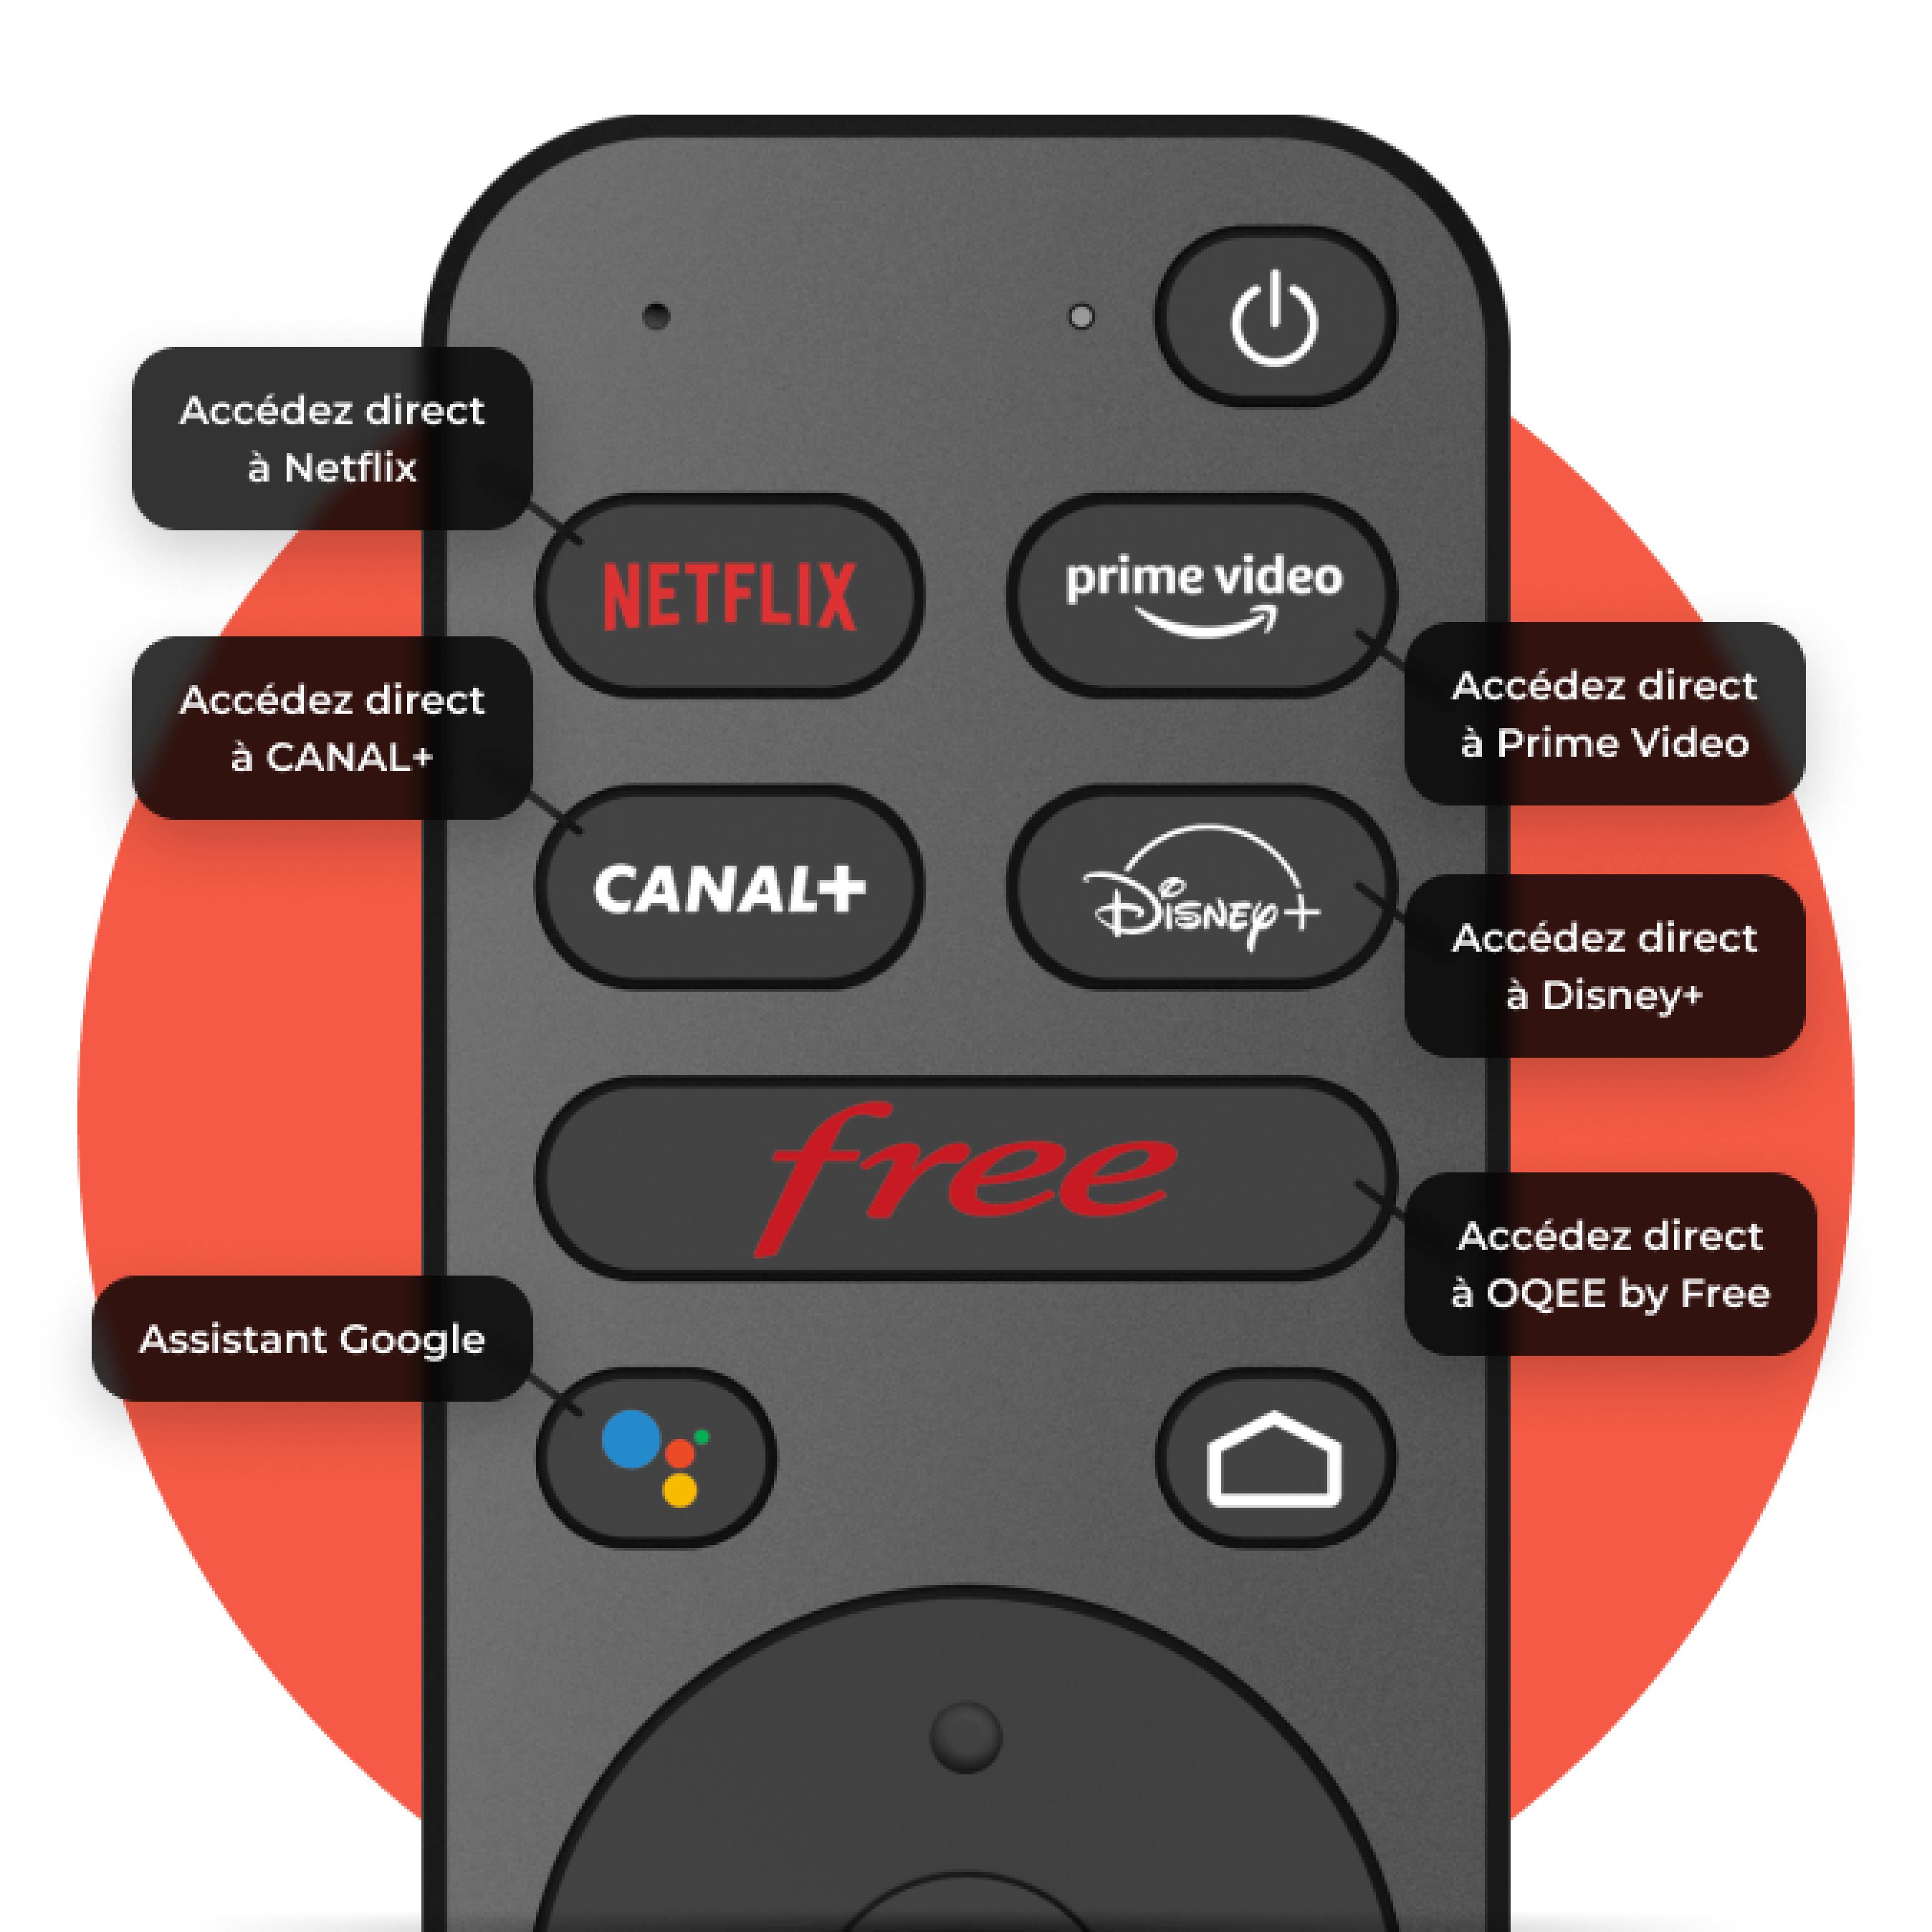 Accédez direct
à Netflix
NETFLIX
prime video
Accédez direct
à Prime Video
Accédez direct
à CANAL+
CANAL+
Disney+
Accédez direct
à Disney+
free
Accédez direct
à OQEE by Free
Assistant Google